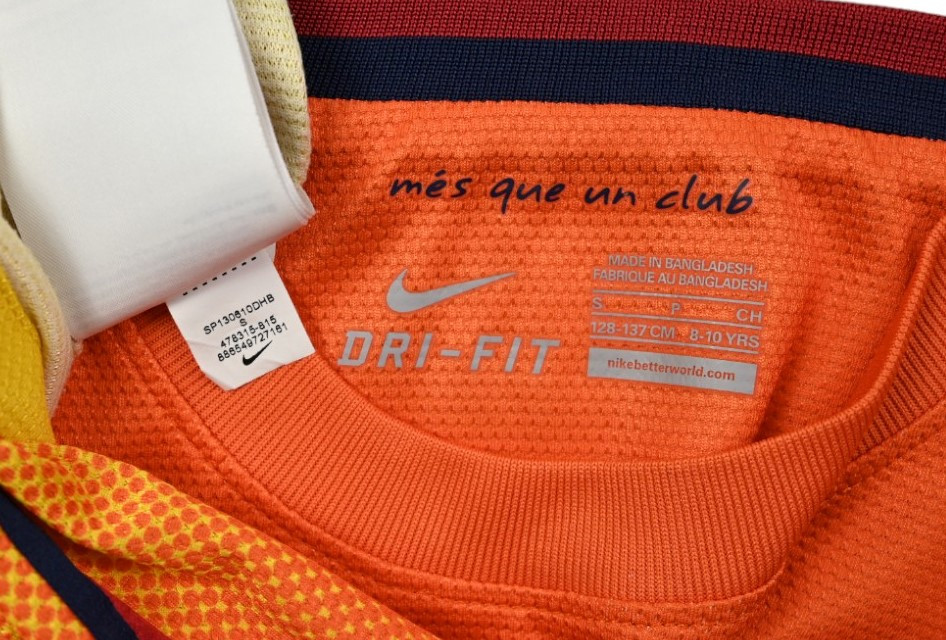 més que un club
MADE IN BANGLADESH
FABRIQUE AU BANGLADESH
S P CH
128-137 CM 8-10 YRS
nikebetterworld.com
DRI-FIT
SP130610DHB
S
478315-815
886549727161